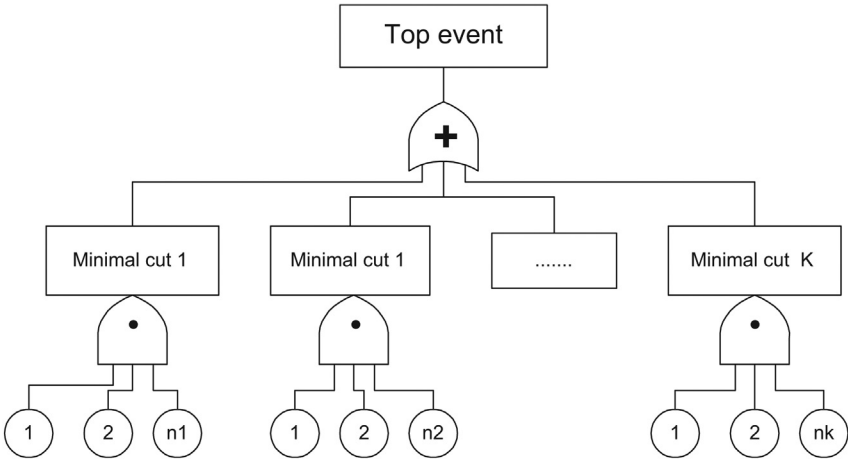 Top event
+
Minimal cut 1
Minimal cut 1
.......
Minimal cut K
1
2
n1
1
2
n2
1
2
nk